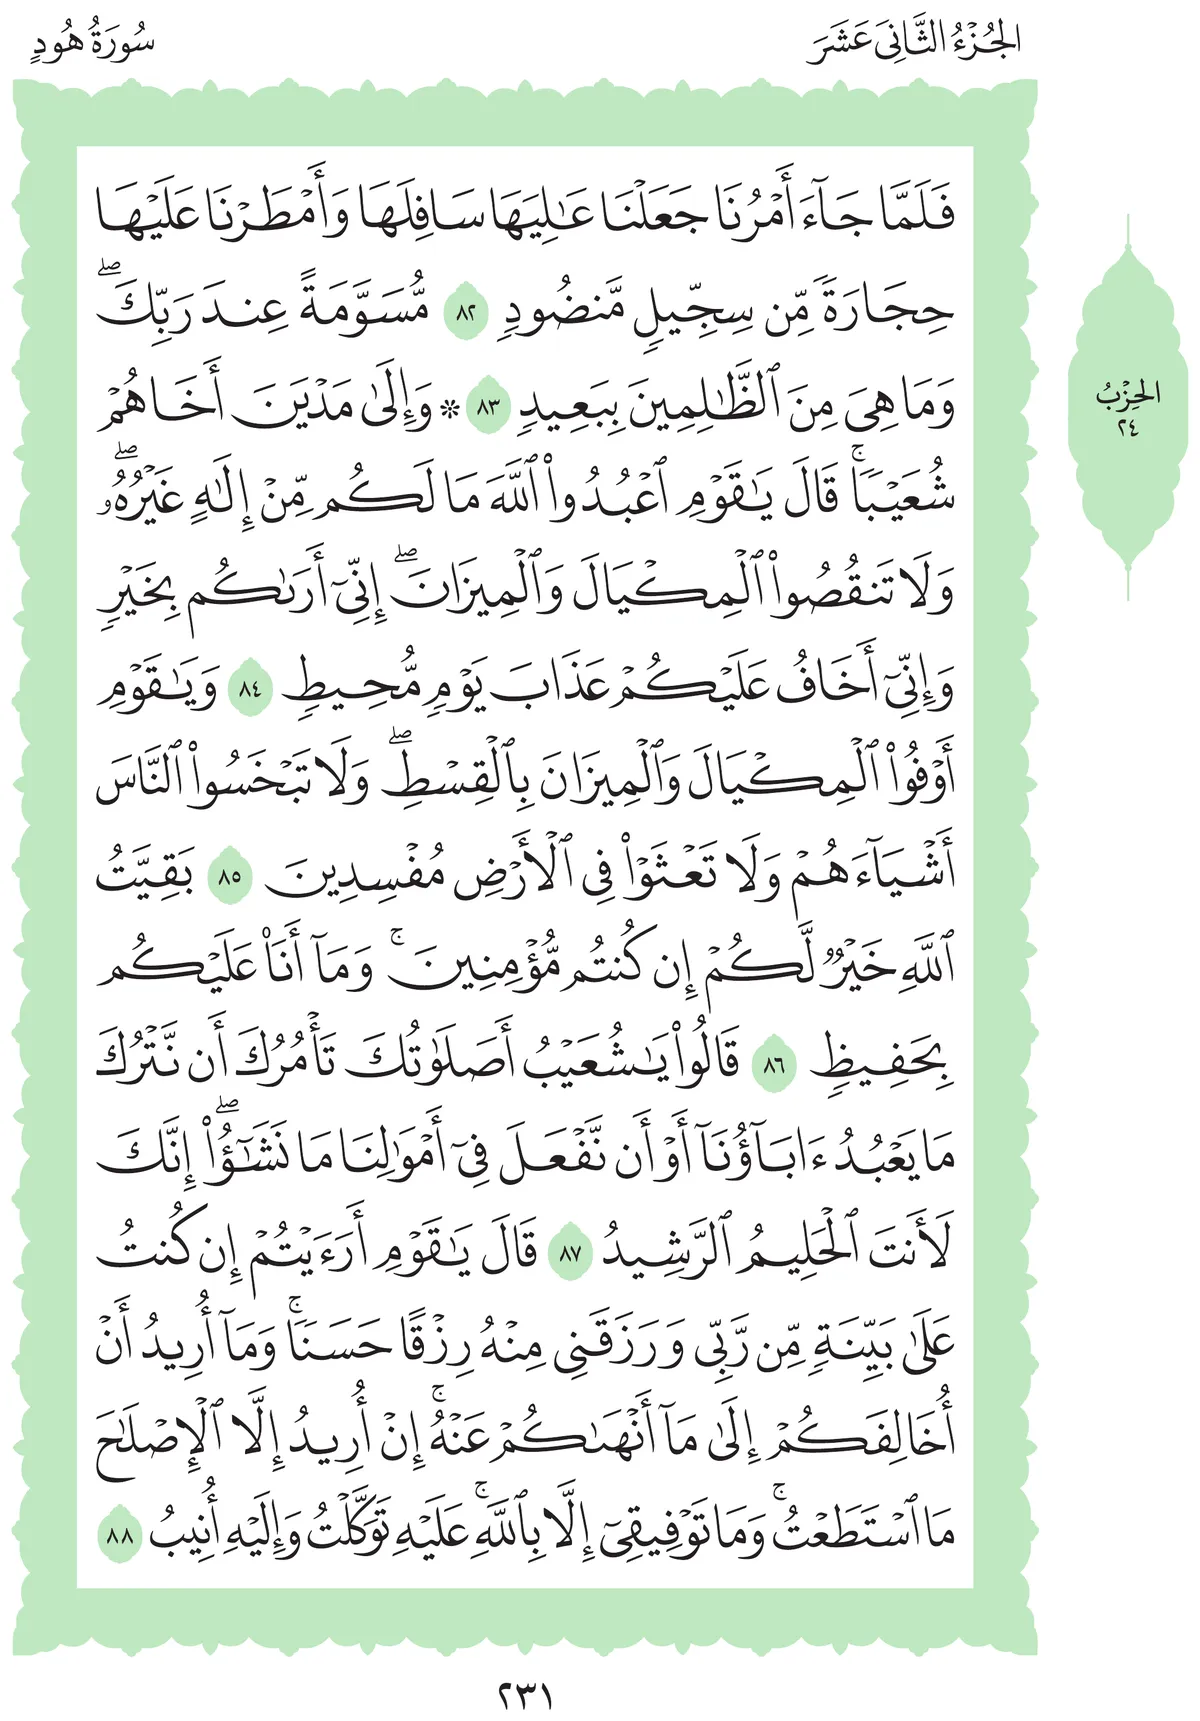 الجُزْءُ الثَّانِيَ عَشَرَ
سُورَةُ هُودٍ
فَلَمَّا جَآءَ أَمْرُنَا جَعَلْنَا عَٰلِيَهَا سَافِلَهَا وَأَمْطَرْنَا عَلَيْهَا
حِجَارَةً مِّن سِجِّيلٍ مَّنضُودٍ ٨٢ مُّسَوَّمَةً عِندَ رَبِّكَۖ
وَمَا هِيَ مِنَ ٱلظَّٰلِمِينَ بِبَعِيدٍ ٨٣ ۞ وَإِلَىٰ مَدْيَنَ أَخَاهُمْ
شُعَيْبًاۚ قَالَ يَٰقَوْمِ ٱعْبُدُوا۟ ٱللَّهَ مَا لَكُم مِّنْ إِلَٰهٍ غَيْرُهُۥۖ
وَلَا تَنقُصُوا۟ ٱلْمِكْيَالَ وَٱلْمِيزَانَۖ إِنِّيٓ أَرَىٰكُم بِخَيْرٍ
وَإِنِّيٓ أَخَافُ عَلَيْكُمْ عَذَابَ يَوْمٍ مُّحِيطٍ ٨٤ وَيَٰقَوْمِ
أَوْفُوا۟ ٱلْمِكْيَالَ وَٱلْمِيزَانَ بِٱلْقِسْطِۖ وَلَا تَبْخَسُوا۟ ٱلنَّاسَ
أَشْيَآءَهُمْ وَلَا تَعْثَوْا۟ فِي ٱلْأَرْضِ مُفْسِدِينَ ٨٥ بَقِيَّتُ
ٱللَّهِ خَيْرٌ لَّكُمْ إِن كُنتُم مُّؤْمِنِينَۚ وَمَآ أَنَا۠ عَلَيْكُم
بِحَفِيظٍ ٨٦ قَالُوا۟ يَٰشُعَيْبُ أَصَلَوٰتُكَ تَأْمُرُكَ أَن نَّتْرُكَ
مَا يَعْبُدُ ءَابَآؤُنَآ أَوْ أَن نَّفْعَلَ فِيٓ أَمْوَٰلِنَا مَا نَشَٰٓؤُا۟ۖ إِنَّكَ
لَأَنتَ ٱلْحَلِيمُ ٱلرَّشِيدُ ٨٧ قَالَ يَٰقَوْمِ أَرَءَيْتُمْ إِن كُنتُ
عَلَىٰ بَيِّنَةٍ مِّن رَّبِّي وَرَزَقَنِي مِنْهُ رِزْقًا حَسَنًاۚ وَمَآ أُرِيدُ أَنْ
أُخَالِفَكُمْ إِلَىٰ مَآ أَنْهَىٰكُمْ عَنْهُۚ إِنْ أُرِيدُ إِلَّا ٱلْإِصْلَٰحَ
مَا ٱسْتَطَعْتُۚ وَمَا تَوْفِيقِيٓ إِلَّا بِٱللَّهِۚ عَلَيْهِ تَوَكَّلْتُ وَإِلَيْهِ أُنِيبُ ٨٨
الحِزْبُ
٢٤
٢٣١